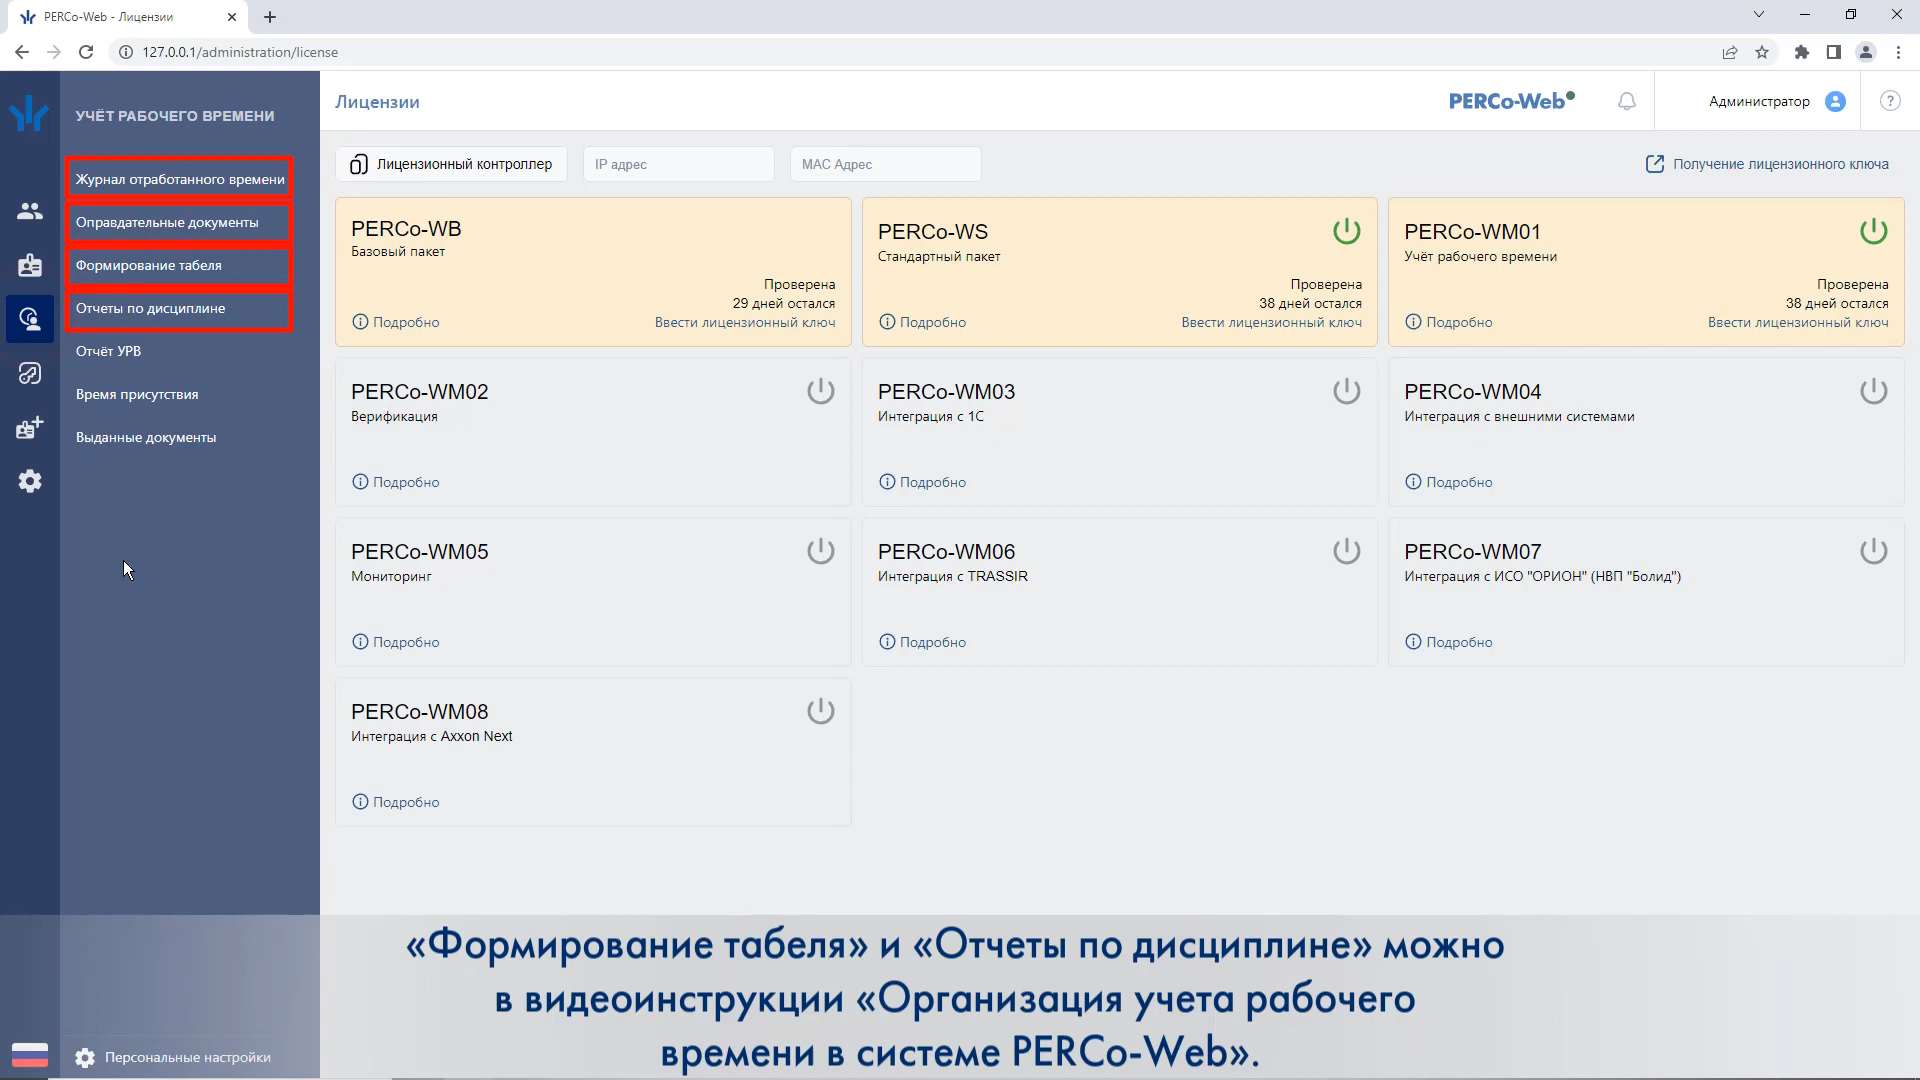 PERCo-Web - Лицензии
127.0.0.1/administration/license
УЧЁТ РАБОЧЕГО ВРЕМЕНИ
Журнал отработанного времени
Оправдательные документы
Формирование табеля
Отчеты по дисциплине
Отчёт УРВ
Время присутствия
Выданные документы
Персональные настройки
Лицензии
PERCo-Web
Администратор
?
Лицензионный контроллер
IP адрес
MAC Адрес
Получение лицензионного ключа
PERCo-WB
Базовый пакет
Проверена
29 дней остался
Подробно
Ввести лицензионный ключ
PERCo-WS
Стандартный пакет
Проверена
38 дней остался
Подробно
Ввести лицензионный ключ
PERCo-WM01
Учёт рабочего времени
Проверена
38 дней остался
Подробно
Ввести лицензионный ключ
PERCo-WM02
Верификация
Подробно
PERCo-WM03
Интеграция с 1С
Подробно
PERCo-WM04
Интеграция с внешними системами
Подробно
PERCo-WM05
Мониторинг
Подробно
PERCo-WM06
Интеграция с TRASSIR
Подробно
PERCo-WM07
Интеграция с ИСО "ОРИОН" (НВП "Болид")
Подробно
PERCo-WM08
Интеграция с Axxon Next
Подробно
«Формирование табеля» и «Отчеты по дисциплине» можно
в видеоинструкции «Организация учета рабочего
времени в системе PERCo-Web».